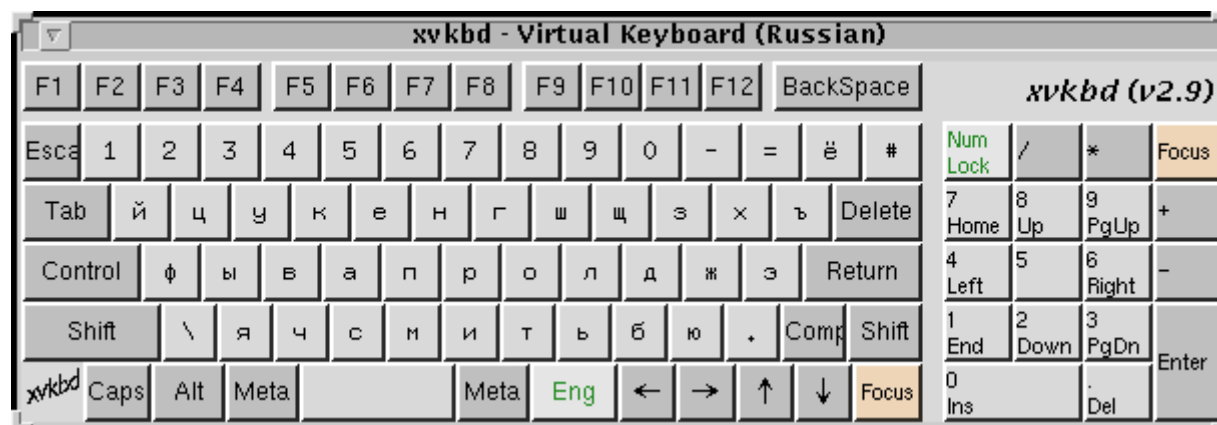 xvkbd - Virtual Keyboard (Russian)
F1 F2 F3 F4 F5 F6 F7 F8 F9 F10 F11 F12 BackSpace xvkbd (v2.9)
Esca 1 2 3 4 5 6 7 8 9 0 - = ё # Num Lock / * Focus
Tab й ц у к е н г ш щ з х ъ Delete 7 Home 8 Up 9 PgUp +
Control ф ы в а п р о л д ж э Return 4 Left 5 6 Right -
Shift \ я ч с м и т ь б ю . Comp Shift 1 End 2 Down 3 PgDn Enter
xvkbd Caps Alt Meta Meta Eng ← → ↑ ↓ Focus 0 Ins . Del